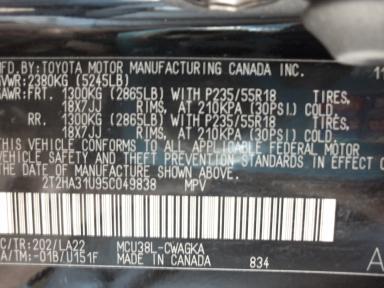 MFD. BY: TOYOTA MOTOR MANUFACTURING CANADA INC. 11
GVWR: 2380KG (5245LB)
GAWR: FRT. 1300KG (2865LB) WITH P235/55R18 TIRES,
18X7JJ RIMS, AT 210KPA (30PSI) COLD
RR. 1300KG (2865LB) WITH P235/55R18 TIRES,
18X7JJ RIMS, AT 210KPA (30PSI) COLD
THIS VEHICLE CONFORMS TO ALL APPLICABLE FEDERAL MOTOR
VEHICLE SAFETY AND BUMPER STANDARDS IN EFFECT ON
THE DATE OF MANUFACTURE SHOWN ABOVE.
2T2HA31U95C049838 MPV
C/TR: 202/LA22 MCU38L-CWAGKA A
A/TM: -01B/U151F MADE IN CANADA 834